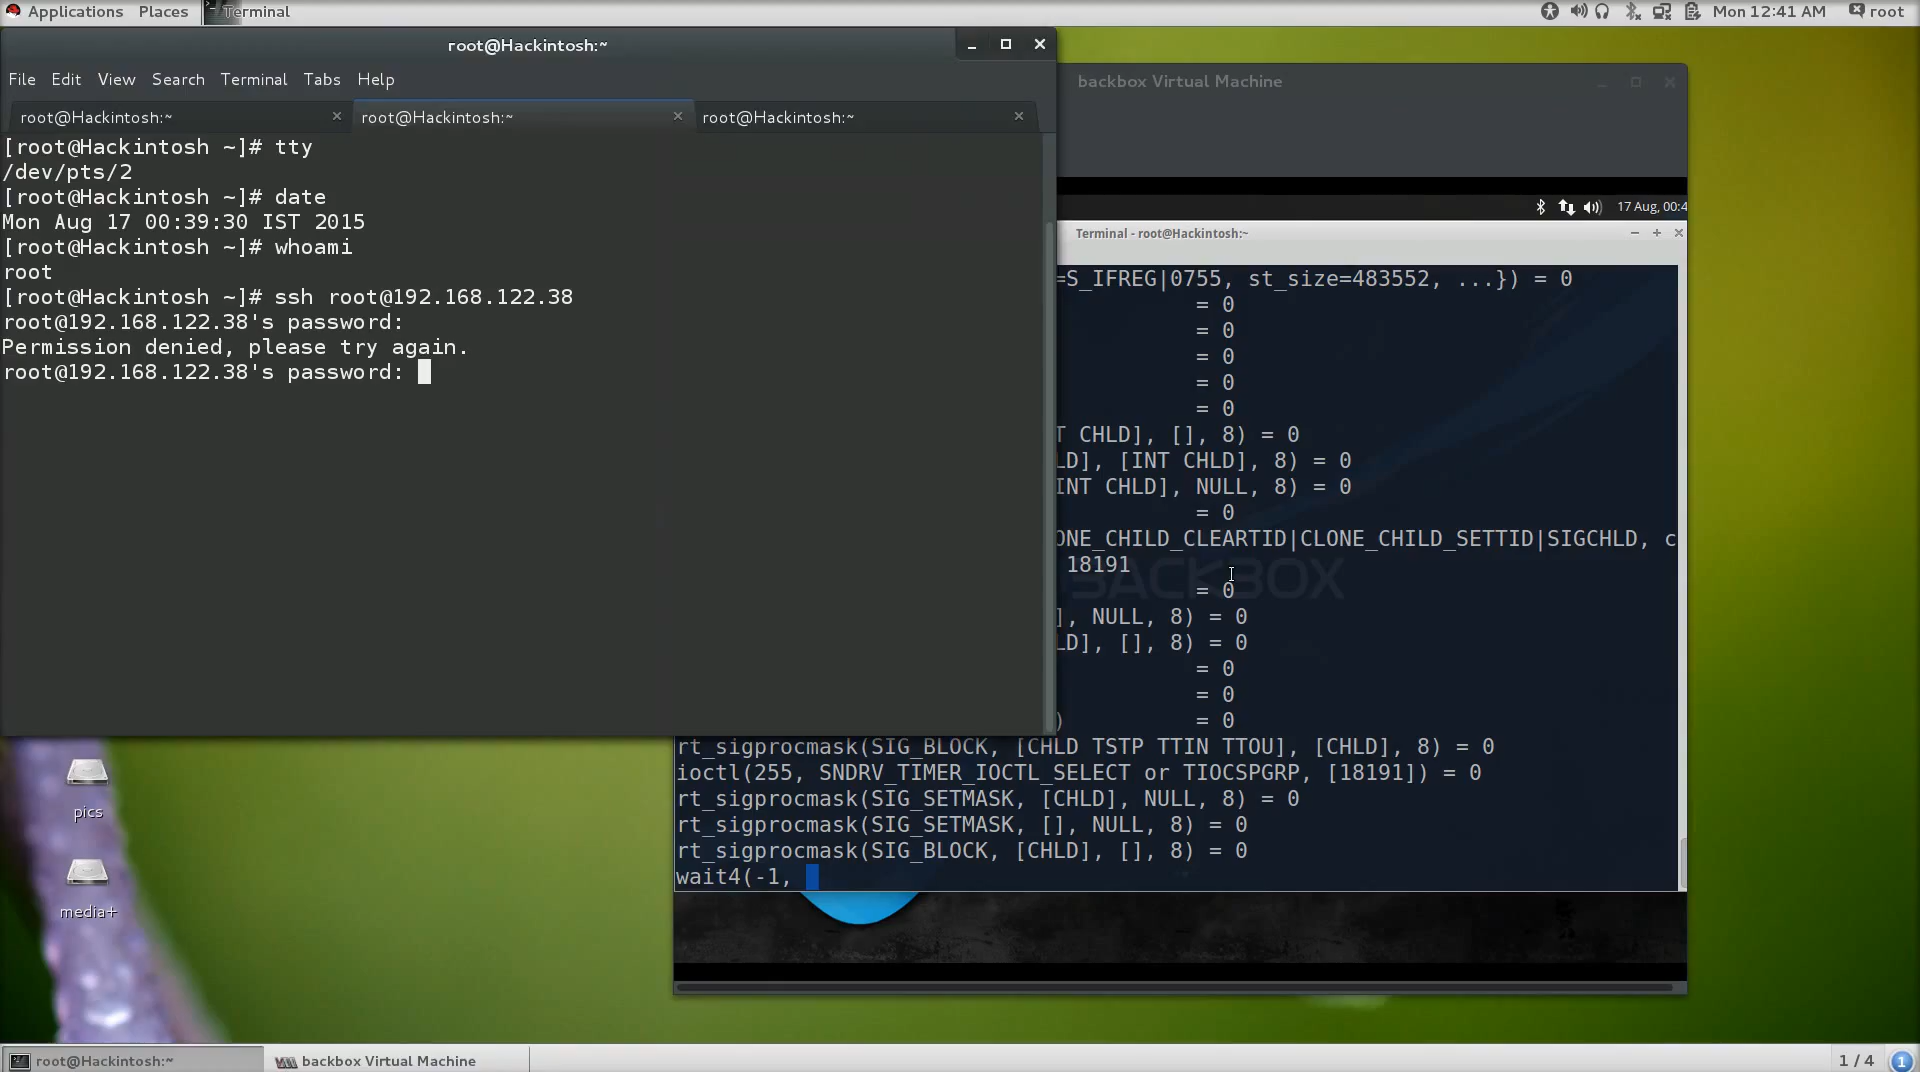 Applications Places Terminal Mon 12:41 AM root
root@Hackintosh:~
File Edit View Search Terminal Tabs Help
root@Hackintosh:~ root@Hackintosh:~ root@Hackintosh:~
[root@Hackintosh ~]# tty
/dev/pts/2
[root@Hackintosh ~]# date
Mon Aug 17 00:39:30 IST 2015
[root@Hackintosh ~]# whoami
root
[root@Hackintosh ~]# ssh root@192.168.122.38
root@192.168.122.38's password:
Permission denied, please try again.
root@192.168.122.38's password:
backbox Virtual Machine
17 Aug, 00:4
Terminal - root@Hackintosh:~
=S_IFREG|0755, st_size=483552, ...}) = 0
= 0
= 0
= 0
= 0
= 0
T CHLD], [], 8) = 0
LD], [INT CHLD], 8) = 0
INT CHLD], NULL, 8) = 0
= 0
ONE_CHILD_CLEARTID|CLONE_CHILD_SETTID|SIGCHLD, c
18191
BACKBOX
= 0
], NULL, 8) = 0
LD], [], 8) = 0
= 0
= 0
) = 0
rt_sigprocmask(SIG_BLOCK, [CHLD TSTP TTIN TTOU], [CHLD], 8) = 0
ioctl(255, SNDRV_TIMER_IOCTL_SELECT or TIOCSPGRP, [18191]) = 0
rt_sigprocmask(SIG_SETMASK, [CHLD], NULL, 8) = 0
rt_sigprocmask(SIG_SETMASK, [], NULL, 8) = 0
rt_sigprocmask(SIG_BLOCK, [CHLD], [], 8) = 0
wait4(-1,
pics
media+
root@Hackintosh:~ backbox Virtual Machine 1 / 4 1